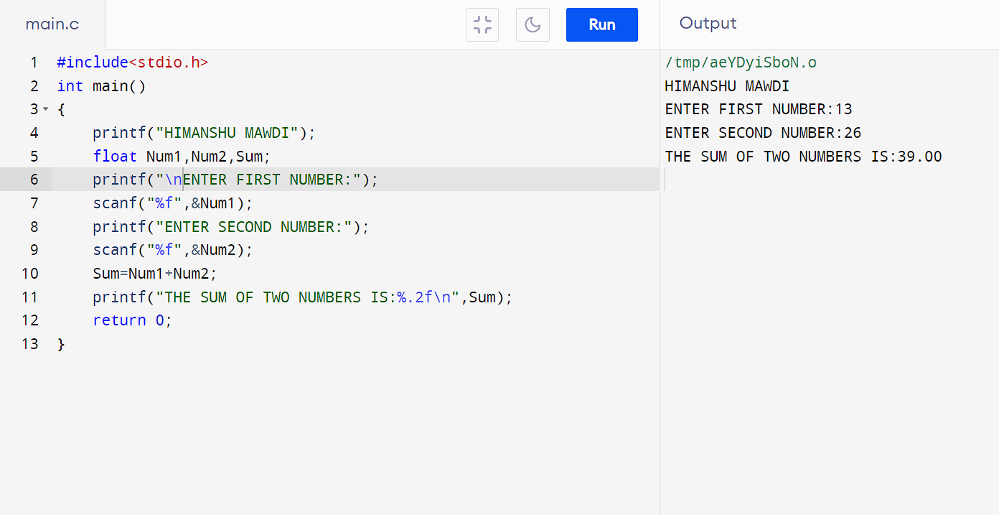 main.c
Run
Output
1 #include<stdio.h>
2 int main()
3 {
4 printf("HIMANSHU MAWDI");
5 float Num1,Num2,Sum;
6 printf("\nENTER FIRST NUMBER:");
7 scanf("%f",&Num1);
8 printf("ENTER SECOND NUMBER:");
9 scanf("%f",&Num2);
10 Sum=Num1+Num2;
11 printf("THE SUM OF TWO NUMBERS IS:%.2f\n",Sum);
12 return 0;
13 }
/tmp/aeYDyiSboN.o
HIMANSHU MAWDI
ENTER FIRST NUMBER:13
ENTER SECOND NUMBER:26
THE SUM OF TWO NUMBERS IS:39.00